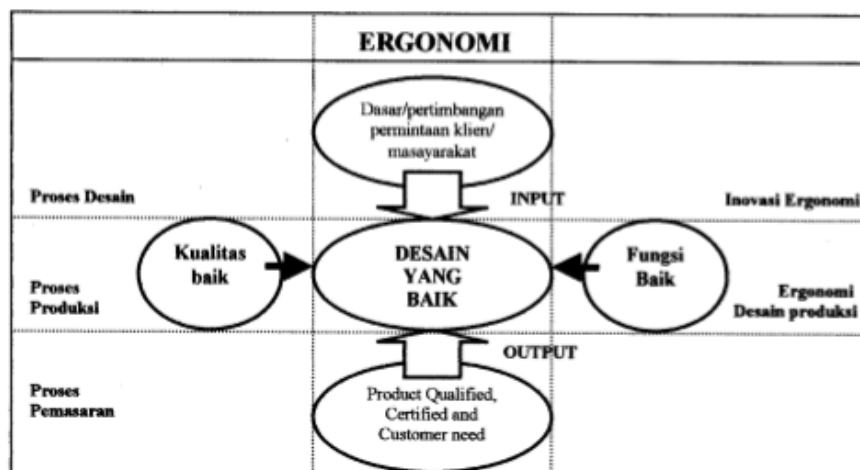 ERGONOMI
Dasar/pertimbangan
permintaan klien/
masayarakat
Proses Desain
INPUT
Inovasi Ergonomi
Kualitas
baik
DESAIN
YANG
BAIK
Fungsi
Baik
Proses
Produksi
Ergonomi
Desain produksi
OUTPUT
Proses
Pemasaran
Product Qualified,
Certified and
Customer need